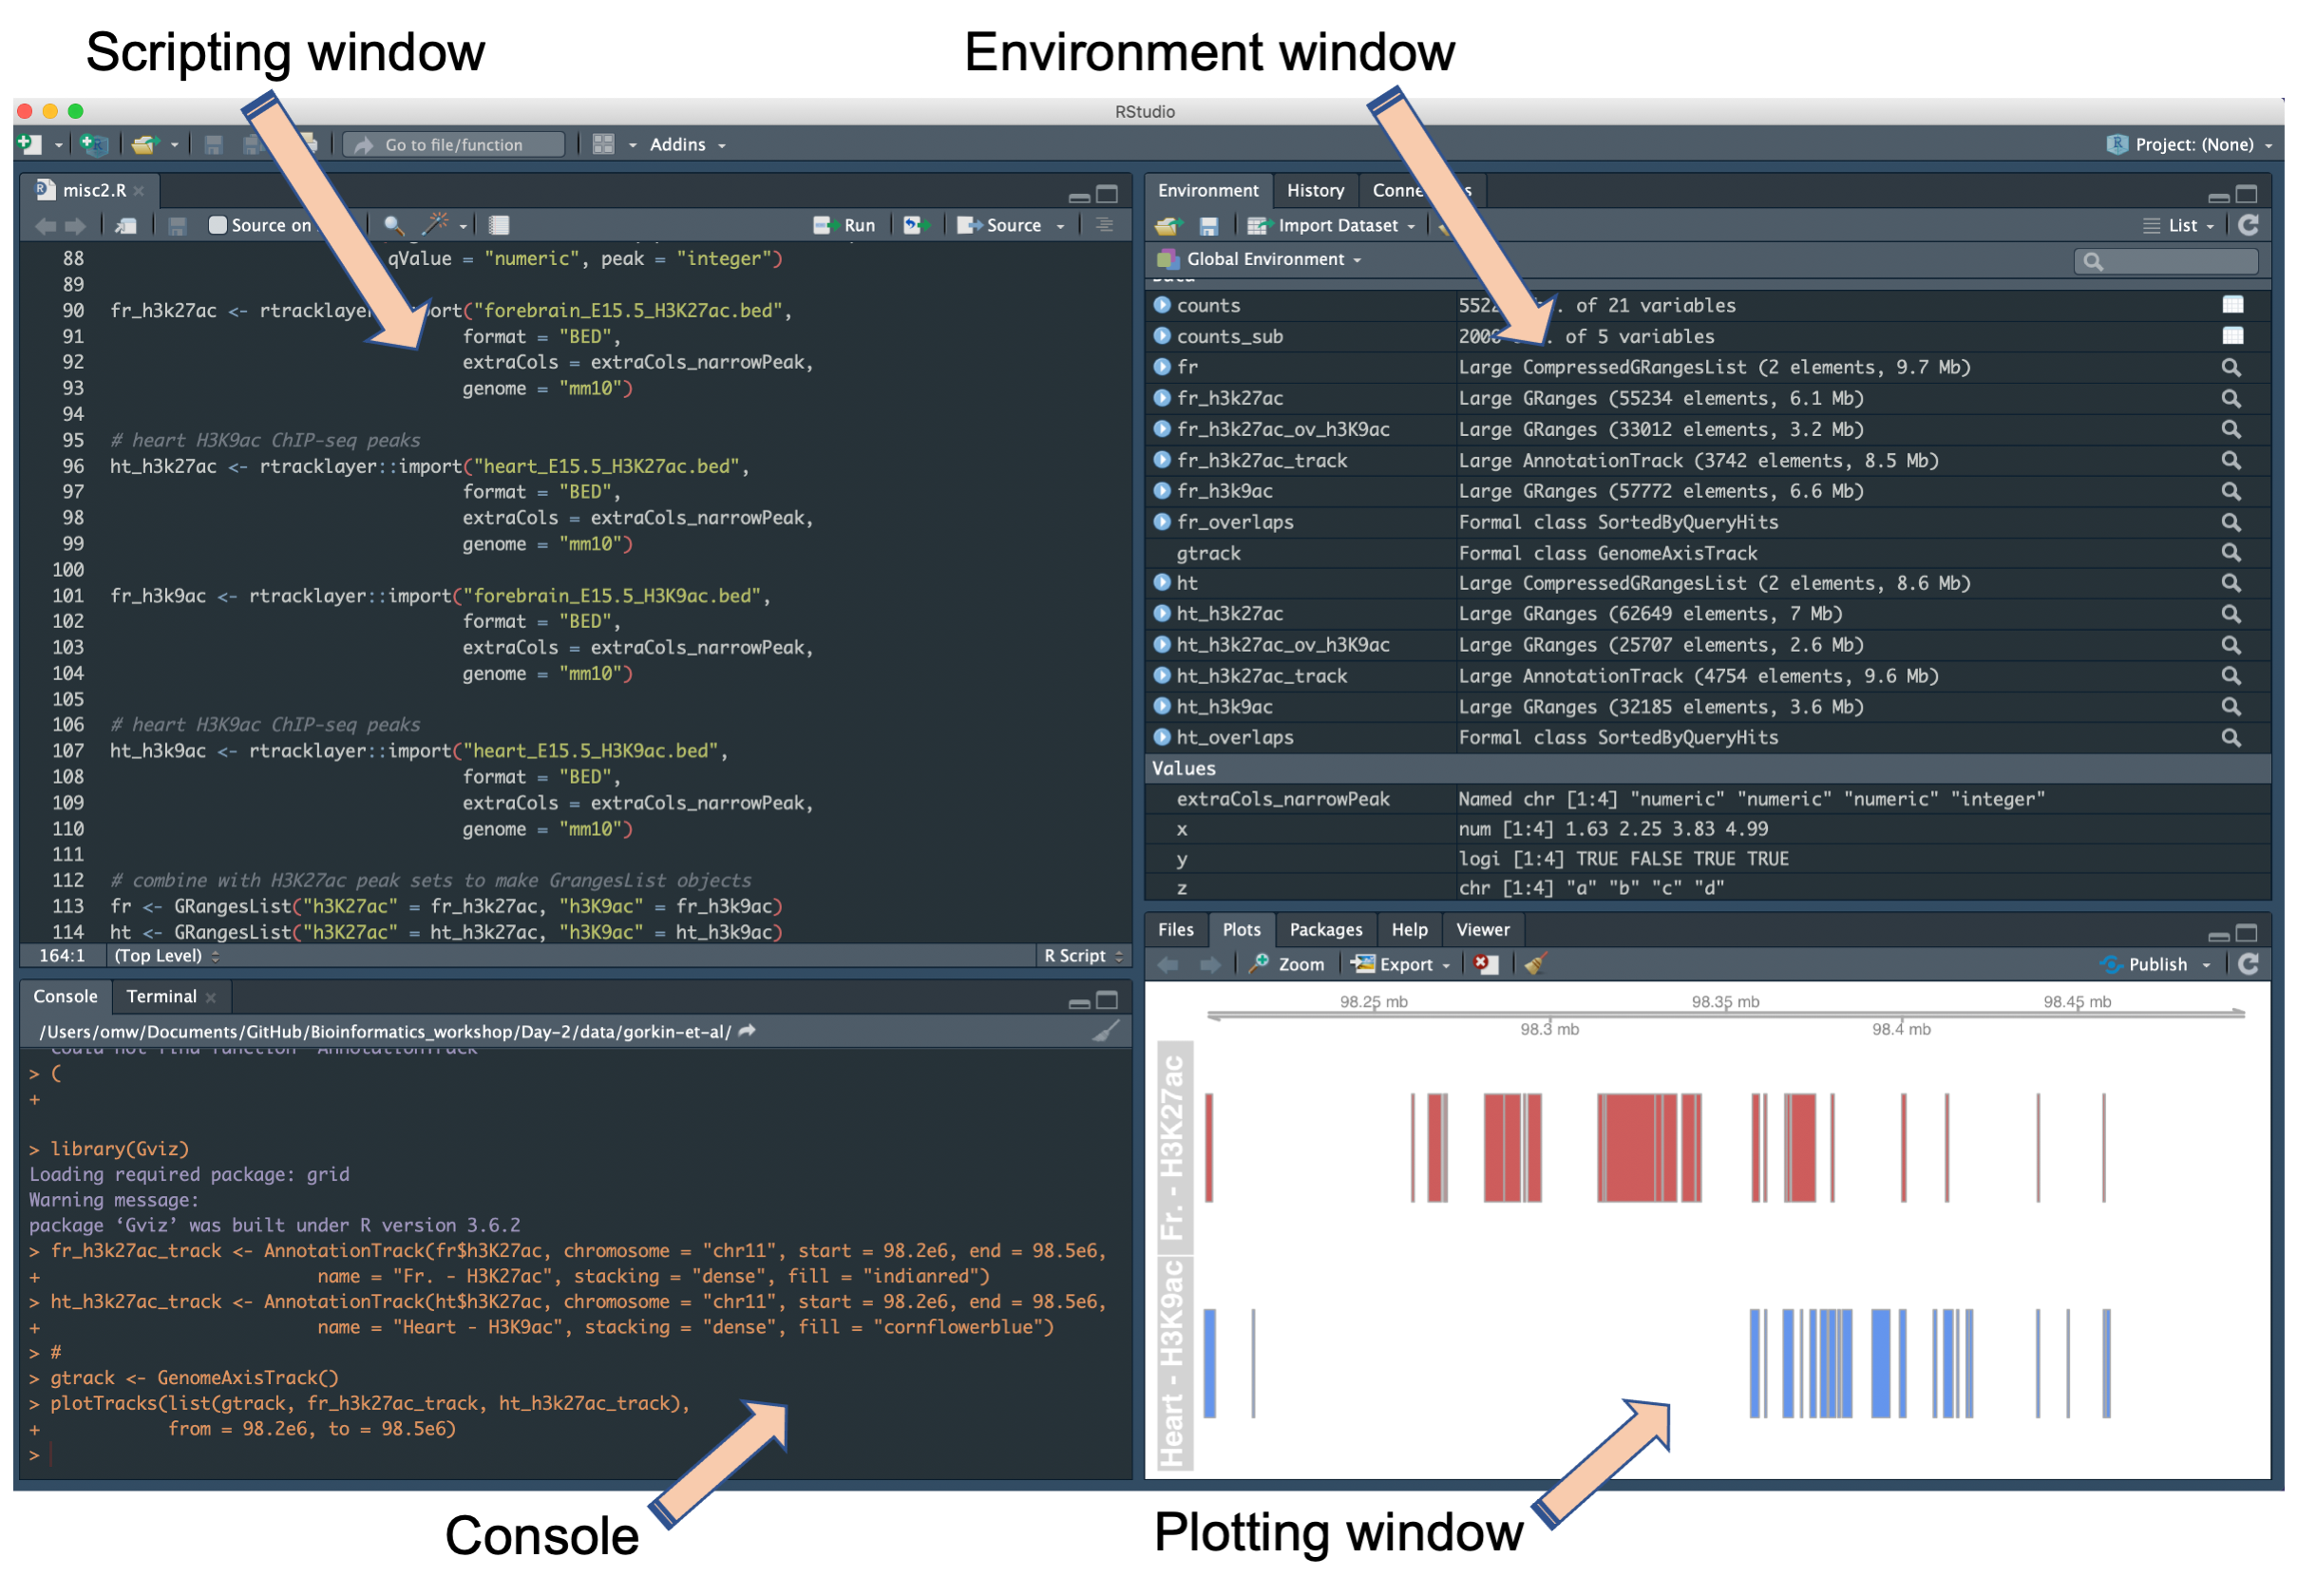 Scripting window
Environment window
RStudio
Go to file/function
Addins
Project: (None)
misc2.R
Source on
Run
Source
88 qValue = "numeric", peak = "integer")
89
90 fr_h3k27ac <- rtracklayer ort("forebrain_E15.5_H3K27ac.bed",
91 format = "BED",
92 extraCols = extraCols_narrowPeak,
93 genome = "mm10")
94
95 # heart H3K9ac ChIP-seq peaks
96 ht_h3k27ac <- rtracklayer::import("heart_E15.5_H3K27ac.bed",
97 format = "BED",
98 extraCols = extraCols_narrowPeak,
99 genome = "mm10")
100
101 fr_h3k9ac <- rtracklayer::import("forebrain_E15.5_H3K9ac.bed",
102 format = "BED",
103 extraCols = extraCols_narrowPeak,
104 genome = "mm10")
105
106 # heart H3K9ac ChIP-seq peaks
107 ht_h3k9ac <- rtracklayer::import("heart_E15.5_H3K9ac.bed",
108 format = "BED",
109 extraCols = extraCols_narrowPeak,
110 genome = "mm10")
111
112 # combine with H3K27ac peak sets to make GrangesList objects
113 fr <- GRangesList("h3K27ac" = fr_h3k27ac, "h3K9ac" = fr_h3k9ac)
114 ht <- GRangesList("h3K27ac" = ht_h3k27ac, "h3K9ac" = ht_h3k9ac)
164:1 (Top Level) R Script
Environment History Conne s
Import Dataset List
Global Environment
Data
counts 552 . of 21 variables
counts_sub 200 . of 5 variables
fr Large CompressedGRangesList (2 elements, 9.7 Mb)
fr_h3k27ac Large GRanges (55234 elements, 6.1 Mb)
fr_h3k27ac_ov_h3K9ac Large GRanges (33012 elements, 3.2 Mb)
fr_h3k27ac_track Large AnnotationTrack (3742 elements, 8.5 Mb)
fr_h3k9ac Large GRanges (57772 elements, 6.6 Mb)
fr_overlaps Formal class SortedByQueryHits
gtrack Formal class GenomeAxisTrack
ht Large CompressedGRangesList (2 elements, 8.6 Mb)
ht_h3k27ac Large GRanges (62649 elements, 7 Mb)
ht_h3k27ac_ov_h3K9ac Large GRanges (25707 elements, 2.6 Mb)
ht_h3k27ac_track Large AnnotationTrack (4754 elements, 9.6 Mb)
ht_h3k9ac Large GRanges (32185 elements, 3.6 Mb)
ht_overlaps Formal class SortedByQueryHits
Values
extraCols_narrowPeak Named chr [1:4] "numeric" "numeric" "numeric" "integer"
x num [1:4] 1.63 2.25 3.83 4.99
y logi [1:4] TRUE FALSE TRUE TRUE
z chr [1:4] "a" "b" "c" "d"
Console Terminal
/Users/omw/Documents/GitHub/Bioinformatics_workshop/Day-2/data/gorkin-et-al/
could not find function "AnnotationTrack"
> (
+
> library(Gviz)
Loading required package: grid
Warning message:
package ‘Gviz’ was built under R version 3.6.2
> fr_h3k27ac_track <- AnnotationTrack(fr$h3K27ac, chromosome = "chr11", start = 98.2e6, end = 98.5e6,
+ name = "Fr. - H3K27ac", stacking = "dense", fill = "indianred")
> ht_h3k27ac_track <- AnnotationTrack(ht$h3K27ac, chromosome = "chr11", start = 98.2e6, end = 98.5e6,
+ name = "Heart - H3K9ac", stacking = "dense", fill = "cornflowerblue")
> #
> gtrack <- GenomeAxisTrack()
> plotTracks(list(gtrack, fr_h3k27ac_track, ht_h3k27ac_track),
+ from = 98.2e6, to = 98.5e6)
>
Files Plots Packages Help Viewer
Zoom Export Publish
98.25 mb 98.35 mb 98.45 mb
98.3 mb 98.4 mb
Fr. - H3K27ac
Heart - H3K9ac
Console
Plotting window